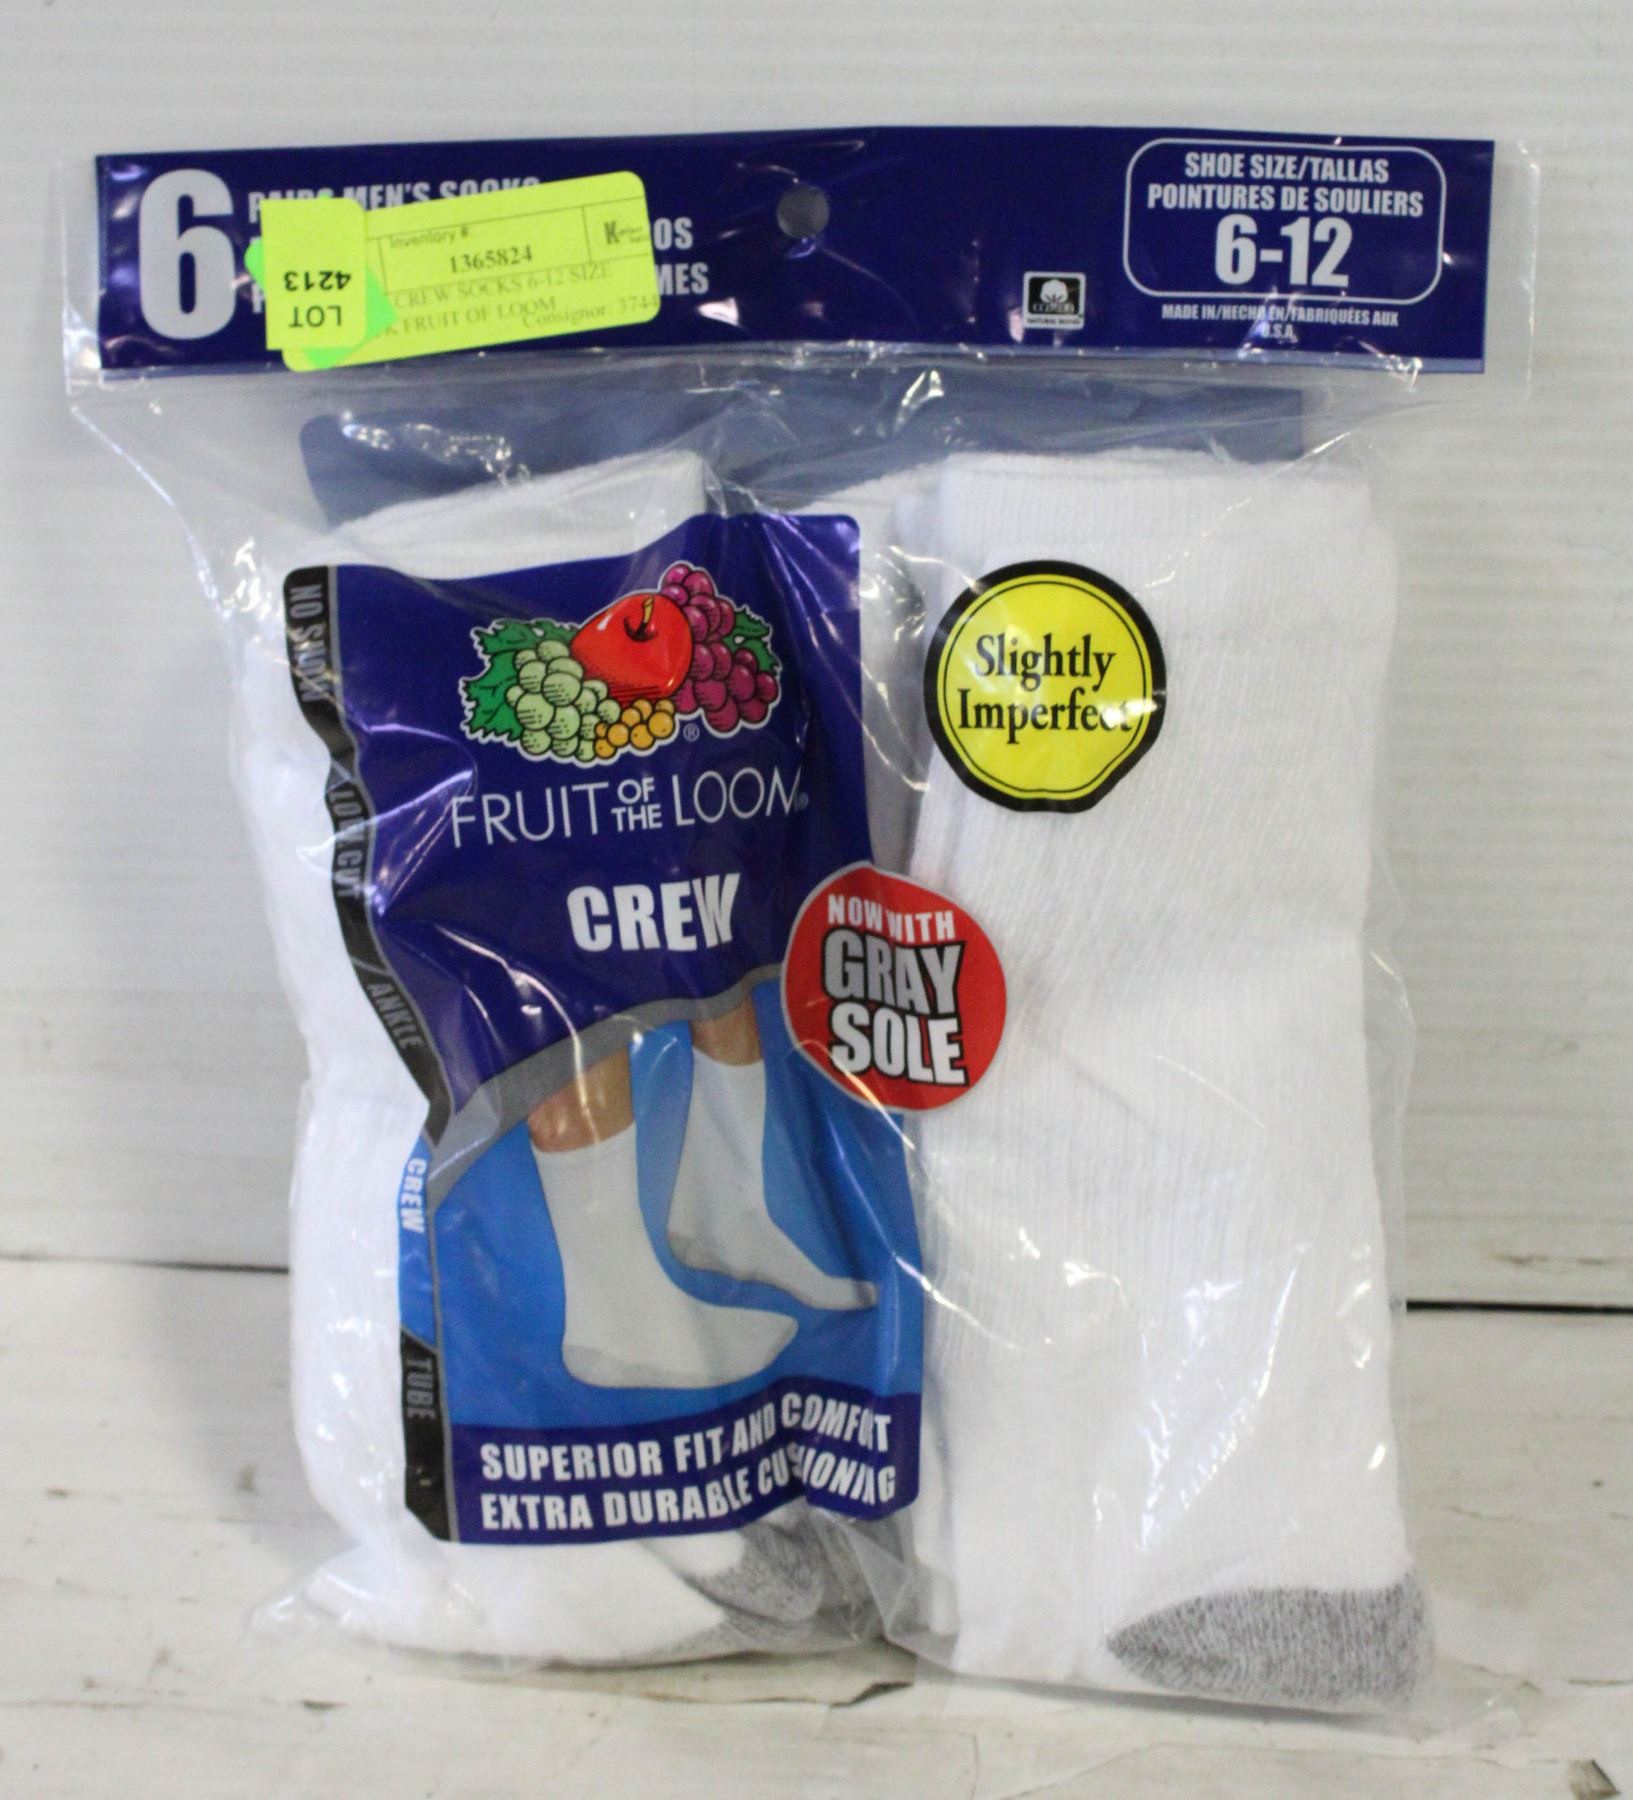 6
PAIRS MEN'S SOCKS
OS
MES
LOT
4213
Inventory #
1365824
CREW SOCKS 6-12 SIZE
FRUIT OF LOOM
Consignor: 3744
SHOE SIZE/TALLAS
POINTURES DE SOULIERS
6-12
MADE IN/HECHO EN/FABRIQUÉES AUX
U.S.A.
NO SHOW
LOW CUT
ANKLE
CREW
TUBE
®
FRUIT OF THE LOOM®
CREW
Slightly
Imperfect
NOW WITH
GRAY
SOLE
SUPERIOR FIT AND COMFORT
EXTRA DURABLE CUSHIONING